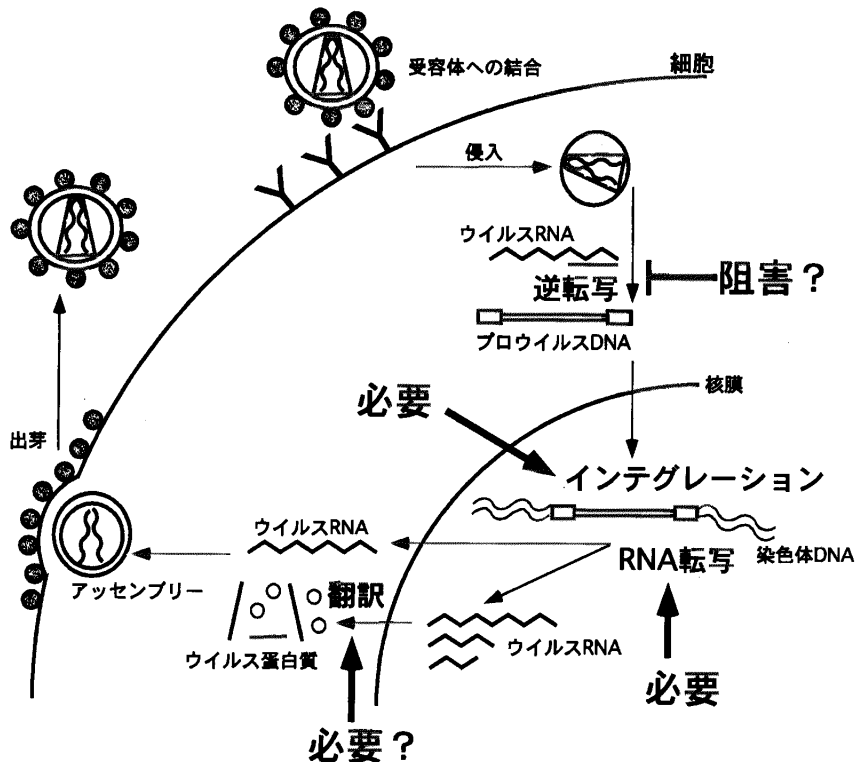 受容体への結合
細胞
侵入
ウイルスRNA
逆転写
阻害？
プロウイルスDNA
核膜
必要
インテグレーション
出芽
ウイルスRNA
RNA転写
染色体DNA
アッセンブリー
翻訳
ウイルスRNA
ウイルス蛋白質
必要
必要？